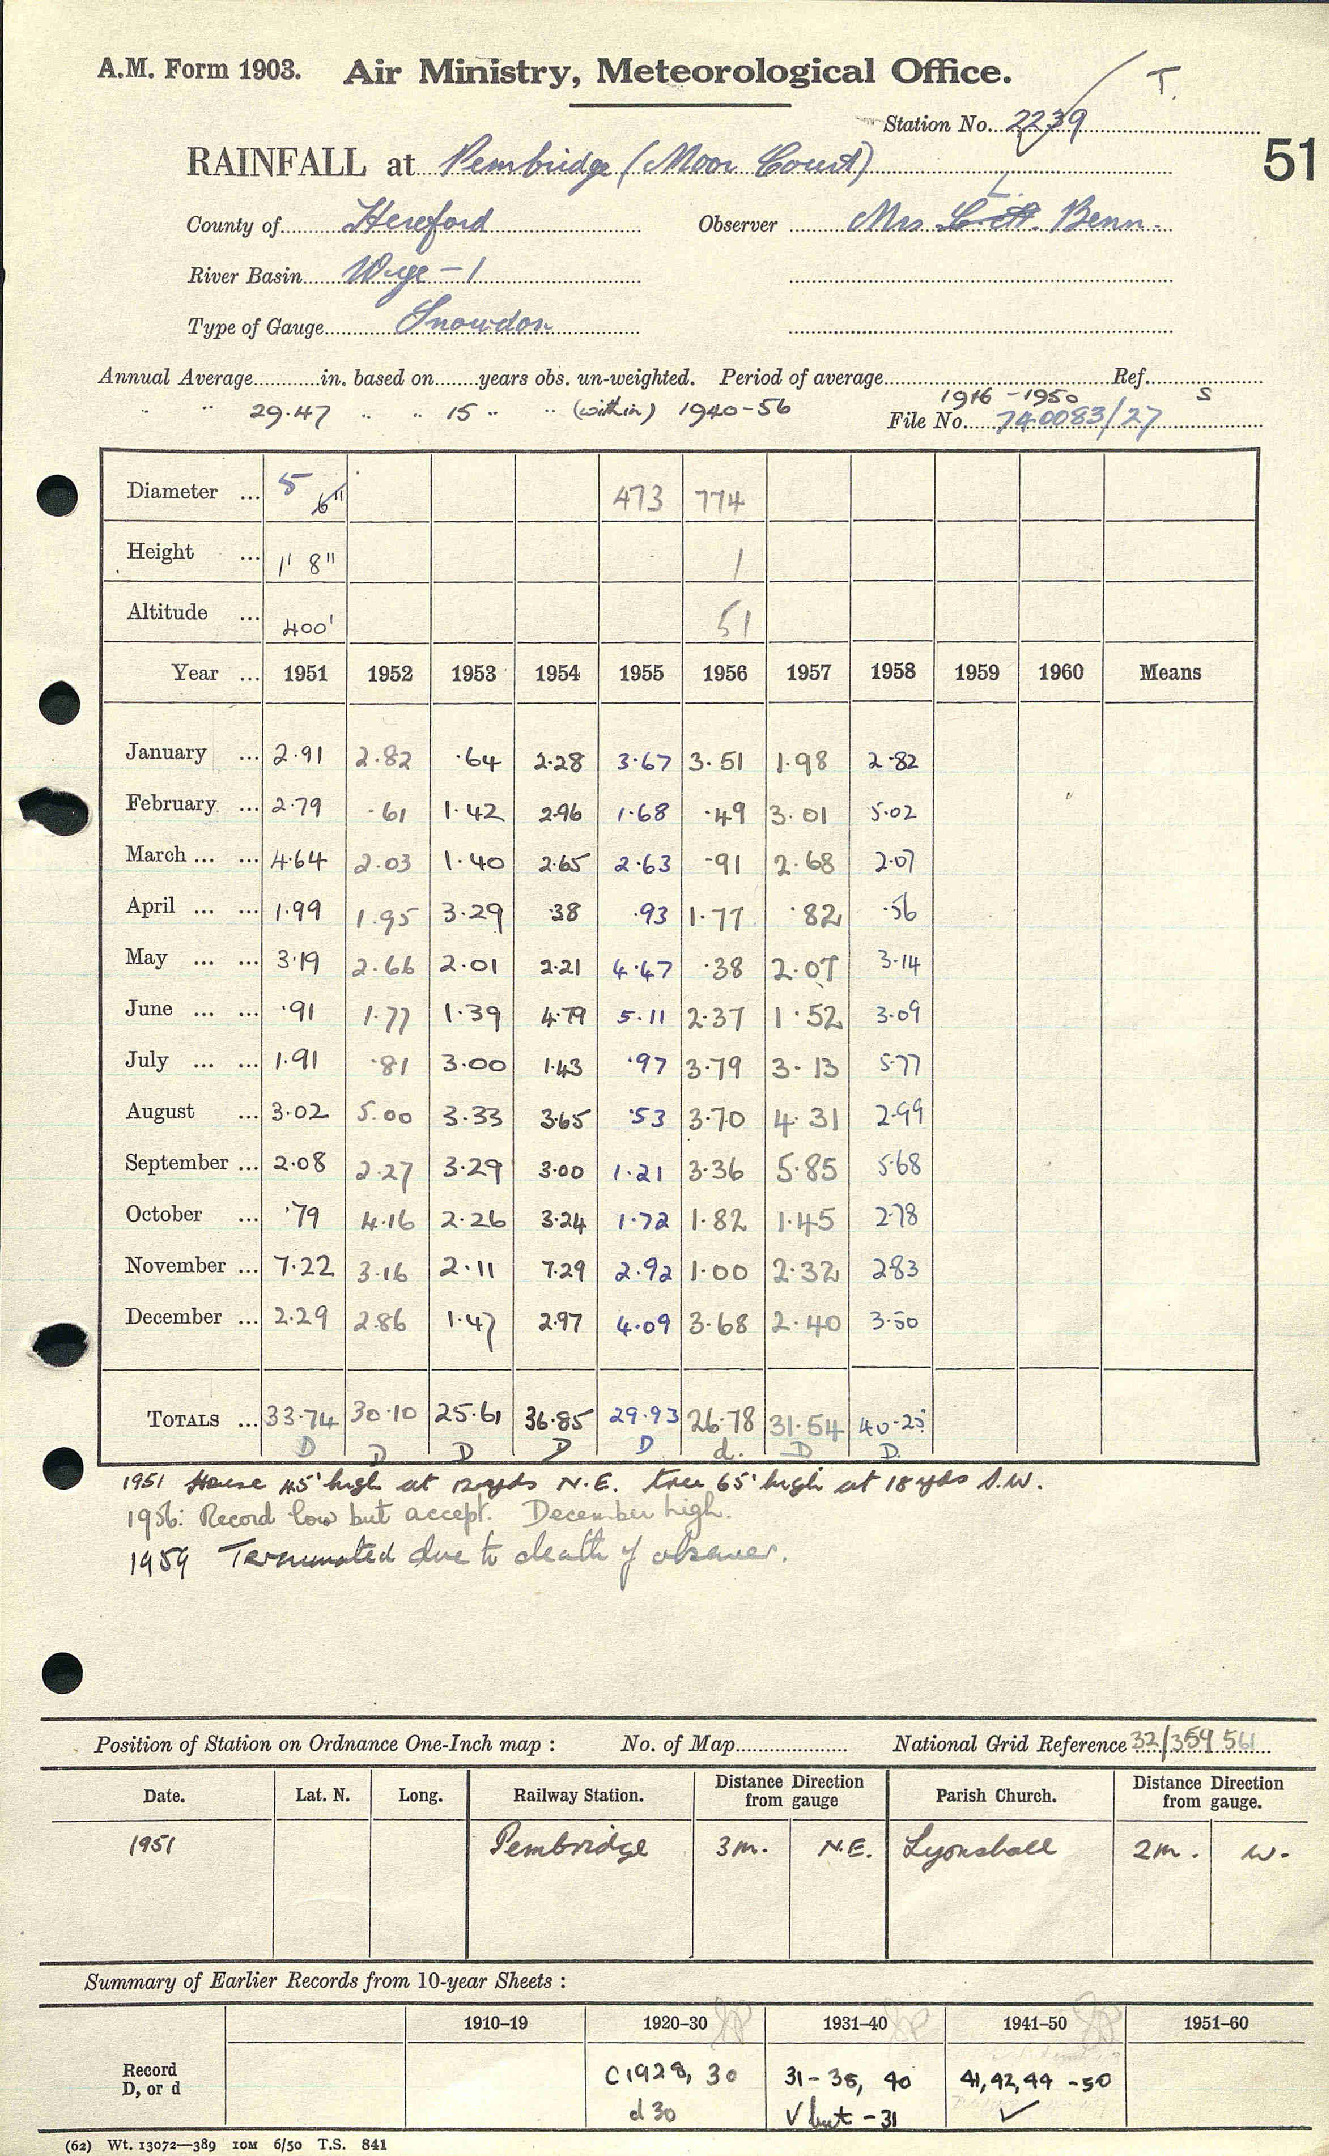 A.M. Form 1903. Air Ministry, Meteorological Office. T.
Station No. 2239
51
RAINFALL at Pembridge (Moor Court)
County of Hereford Observer Mrs L. Benn.
River Basin Wye - 1
Type of Gauge Snowdon
Annual Average in. based on years obs. un-weighted. Period of average 1916 - 1950 Ref. S
" " 29.47 " " 15 " " (within) 1940-56 File No. 740083/27
Diameter ... 5 6" 473 774
Height ... 1' 8" 1
Altitude ... 400' 51
Year ... 1951 1952 1953 1954 1955 1956 1957 1958 1959 1960 Means
January ... 2.91 2.82 .64 2.28 3.67 3.51 1.98 2.82
February ... 2.79 .61 1.42 2.96 1.68 .49 3.01 5.02
March ... ... 4.64 2.03 1.40 2.65 2.63 .91 2.68 2.07
April ... ... 1.99 1.95 3.29 .38 .93 1.77 .82 .56
May ... ... 3.19 2.66 2.01 2.21 4.47 .38 2.07 3.14
June ... ... .91 1.77 1.39 4.79 5.11 2.37 1.52 3.09
July ... ... 1.91 .81 3.00 1.43 .97 3.79 3.13 5.77
August ... 3.02 5.00 3.33 3.65 .53 3.70 4.31 2.99
September ... 2.08 2.27 3.29 3.00 1.21 3.36 5.85 5.68
October ... .79 4.16 2.26 3.24 1.72 1.82 1.45 2.78
November ... 7.22 3.16 2.11 7.29 2.92 1.00 2.32 2.83
December ... 2.29 2.86 1.47 2.97 4.09 3.68 2.40 3.50
TOTALS ... 33.74 30.10 25.61 36.85 29.93 26.78 31.54 40.25
D D D D D d. D D.
1951 House 45' high at 12 yds N.E. tree 65' high at 18 yds S.W.
1956: Record low but accept. December high.
1959 Terminated due to death of observer.
Position of Station on Ordnance One-Inch map : No. of Map National Grid Reference 32/359 561
Date. Lat. N. Long. Railway Station. Distance Direction from gauge Parish Church. Distance Direction from gauge.
1951 Pembridge 3m. N.E. Lyonshall 2m. W.
Summary of Earlier Records from 10-year Sheets :
1910-19 1920-30 1931-40 1941-50 1951-60
Record D, or d C1928, 30 31 - 38, 40 41, 42, 44 - 50
d 30 √ but - 31 ✓
(62) Wt. 13072—389 10M 6/50 T.S. 841